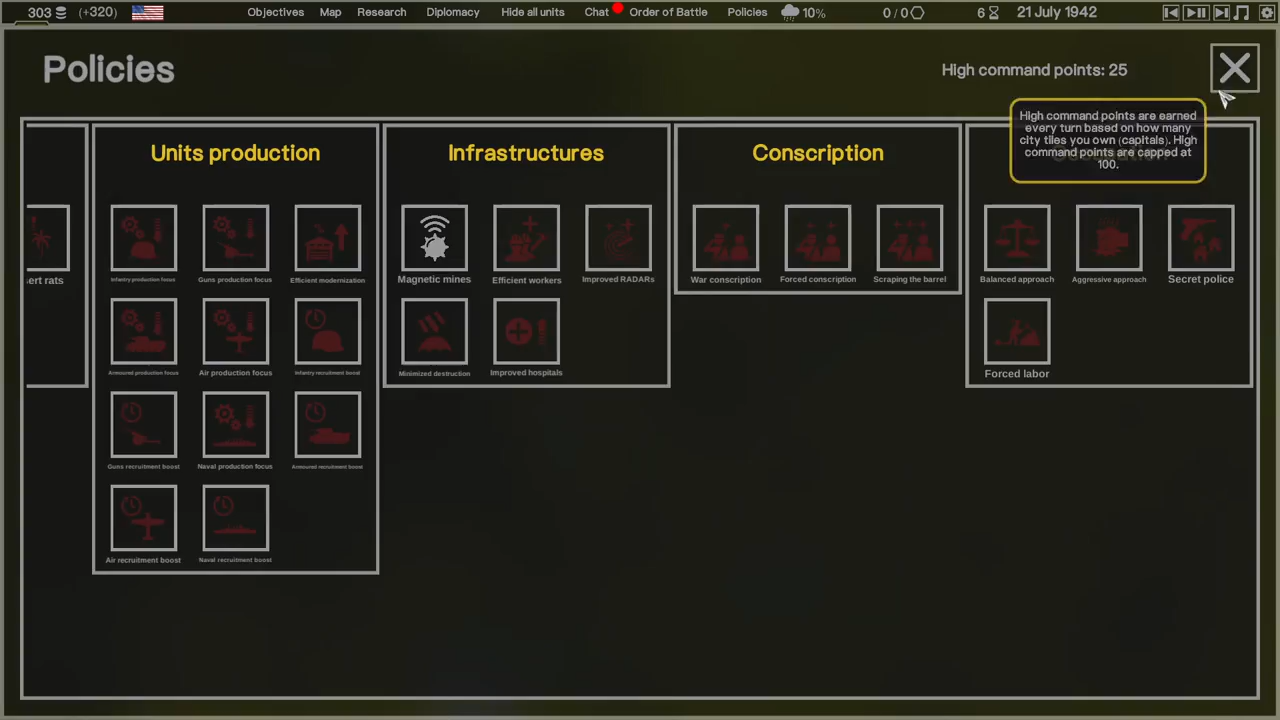 303 (+320) Objectives Map Research Diplomacy Hide all units Chat Order of Battle Policies 10% 0 / 0 6 21 July 1942
Policies
High command points: 25
High command points are earned
every turn based on how many
city tiles you own (capitals). High
command points are capped at
100.
Units production
Infrastructures
Conscription
ert rats
Infantry production focus
Guns production focus
Efficient modernization
Magnetic mines
Efficient workers
Improved RADARs
War conscription
Forced conscription
Scraping the barrel
Balanced approach
Aggressive approach
Secret police
Armoured production focus
Air production focus
Infantry recruitment boost
Minimized destruction
Improved hospitals
Forced labor
Guns recruitment boost
Naval production focus
Armoured recruitment boost
Air recruitment boost
Naval recruitment boost